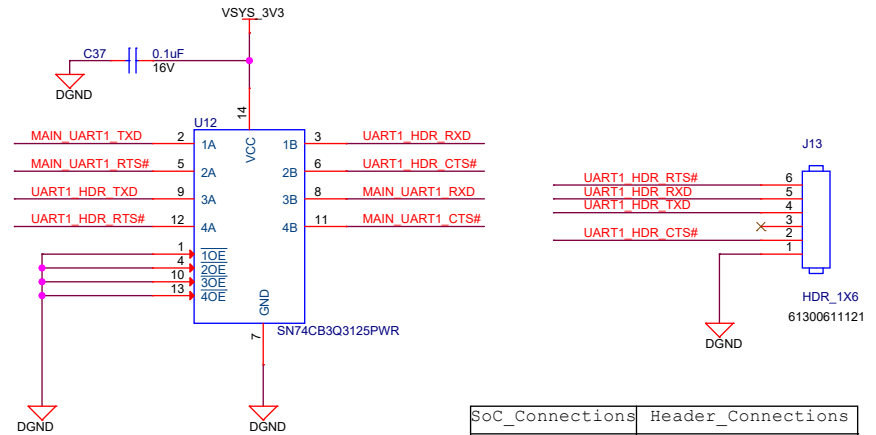 VSYS_3V3
C37
0.1uF
16V
DGND
14
U12
MAIN_UART1_TXD 2 1A VCC 1B 3 UART1_HDR_RXD
MAIN_UART1_RTS# 5 2A 2B 6 UART1_HDR_CTS#
UART1_HDR_TXD 9 3A 3B 8 MAIN_UART1_RXD
UART1_HDR_RTS# 12 4A 4B 11 MAIN_UART1_CTS#
1 1OE
4 2OE
10 3OE
13 4OE
GND
SN74CB3Q3125PWR
7
DGND
DGND
J13
UART1_HDR_RTS# 6
UART1_HDR_RXD 5
UART1_HDR_TXD 4
3
UART1_HDR_CTS# 2
1
HDR_1X6
61300611121
DGND
SoC_Connections Header_Connections